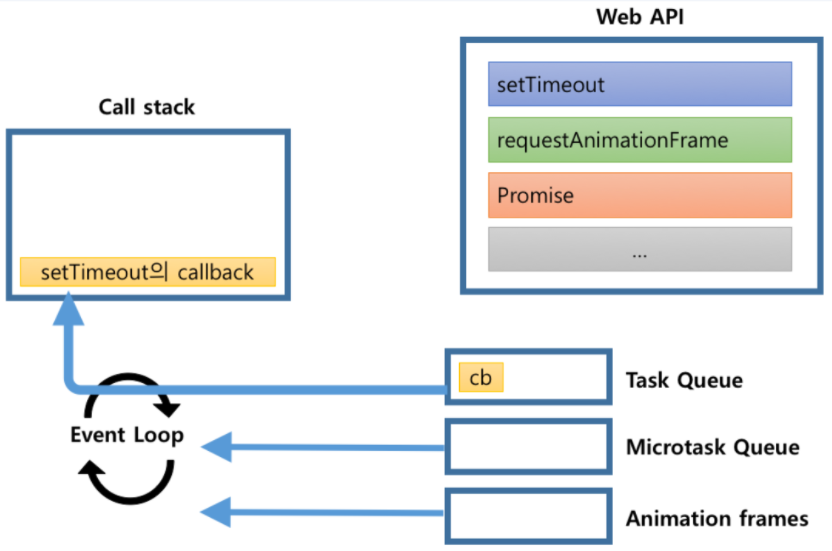 Web API
setTimeout
requestAnimationFrame
Promise
...
Call stack
setTimeout의 callback
cb
Task Queue
Event Loop
Microtask Queue
Animation frames